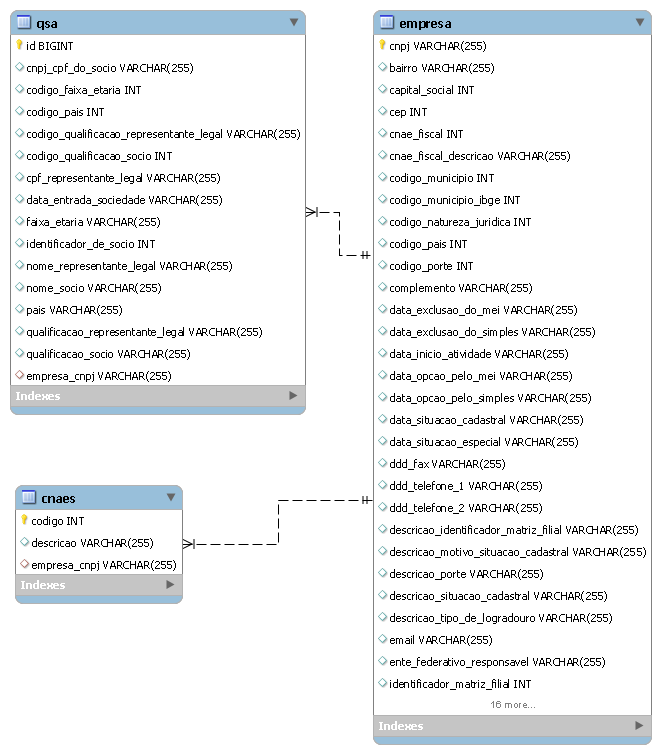 qsa
id BIGINT
cnpj_cpf_do_socio VARCHAR(255)
codigo_faixa_etaria INT
codigo_pais INT
codigo_qualificacao_representante_legal VARCHAR(255)
codigo_qualificacao_socio INT
cpf_representante_legal VARCHAR(255)
data_entrada_sociedade VARCHAR(255)
faixa_etaria VARCHAR(255)
identificador_de_socio INT
nome_representante_legal VARCHAR(255)
nome_socio VARCHAR(255)
pais VARCHAR(255)
qualificacao_representante_legal VARCHAR(255)
qualificacao_socio VARCHAR(255)
empresa_cnpj VARCHAR(255)
Indexes
cnaes
codigo INT
descricao VARCHAR(255)
empresa_cnpj VARCHAR(255)
Indexes
empresa
cnpj VARCHAR(255)
bairro VARCHAR(255)
capital_social INT
cep INT
cnae_fiscal INT
cnae_fiscal_descricao VARCHAR(255)
codigo_municipio INT
codigo_municipio_ibge INT
codigo_natureza_juridica INT
codigo_pais INT
codigo_porte INT
complemento VARCHAR(255)
data_exclusao_do_mei VARCHAR(255)
data_exclusao_do_simples VARCHAR(255)
data_inicio_atividade VARCHAR(255)
data_opcao_pelo_mei VARCHAR(255)
data_opcao_pelo_simples VARCHAR(255)
data_situacao_cadastral VARCHAR(255)
data_situacao_especial VARCHAR(255)
ddd_fax VARCHAR(255)
ddd_telefone_1 VARCHAR(255)
ddd_telefone_2 VARCHAR(255)
descricao_identificador_matriz_filial VARCHAR(255)
descricao_motivo_situacao_cadastral VARCHAR(255)
descricao_porte VARCHAR(255)
descricao_situacao_cadastral VARCHAR(255)
descricao_tipo_de_logradouro VARCHAR(255)
email VARCHAR(255)
ente_federativo_responsavel VARCHAR(255)
identificador_matriz_filial INT
16 more...
Indexes